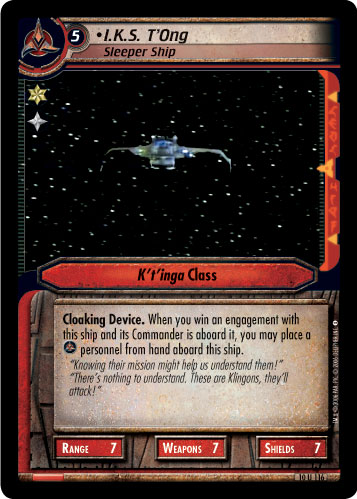 5
•I.K.S. T'Ong
Sleeper Ship
K't'inga Class
Cloaking Device. When you win an engagement with
this ship and its Commander is aboard it, you may place a
personnel from hand aboard this ship.
"Knowing their mission might help us understand them!"
"There's nothing to understand. These are Klingons, they'll
attack!"
RANGE 7 WEAPONS 7 SHIELDS 7
10 U 116